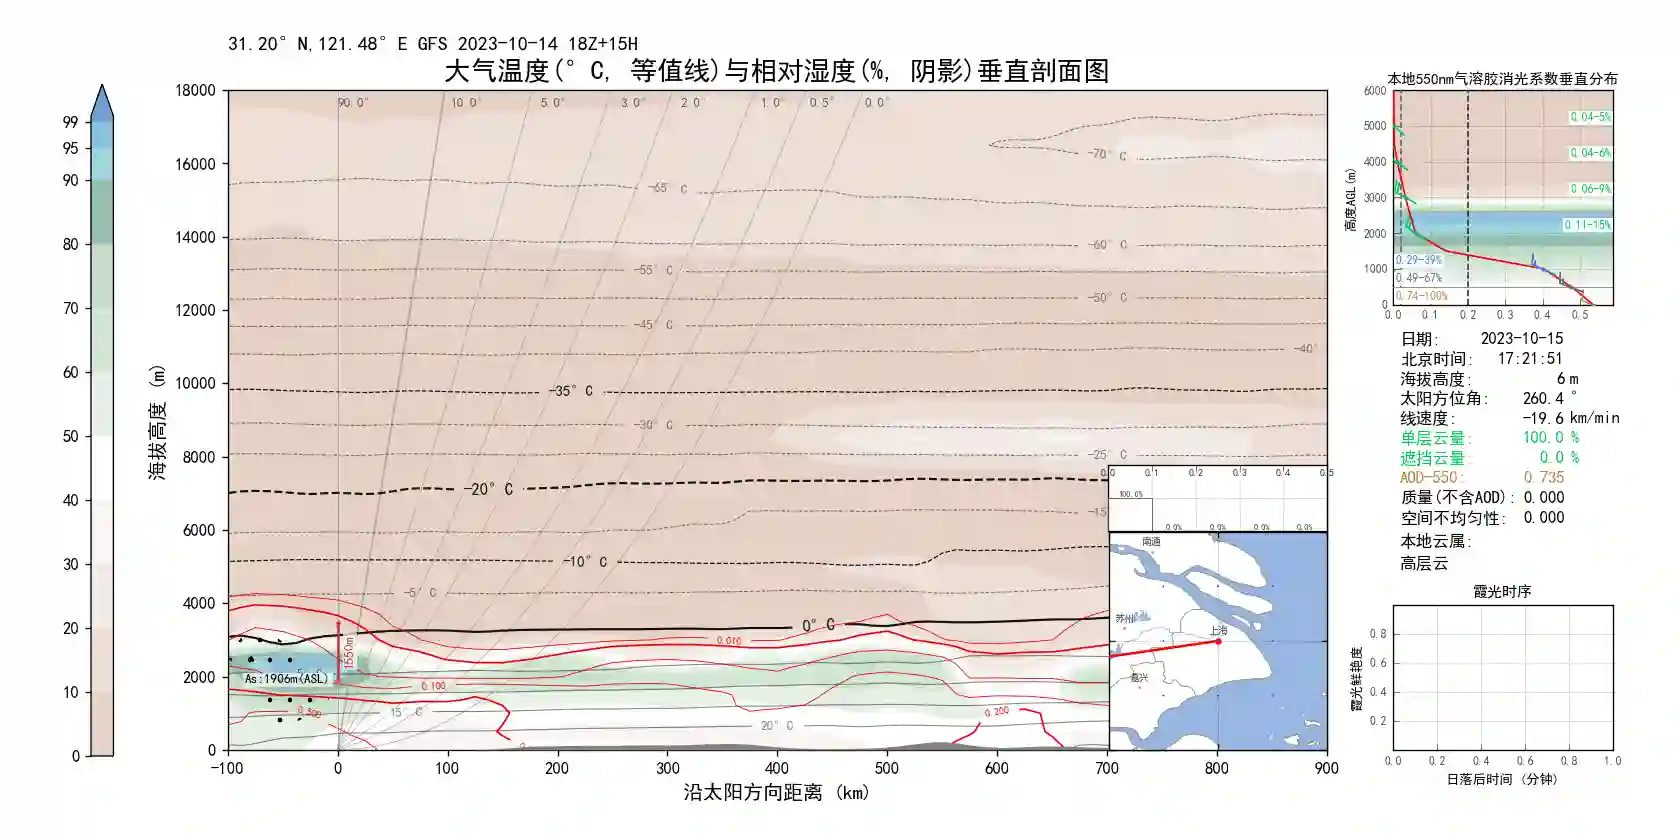 31.20°N,121.48°E GFS 2023-10-14 18Z+15H
大气温度(°C, 等值线)与相对湿度(%, 阴影)垂直剖面图
99
95
90
80
70
60
50
40
30
20
10
0
海拔高度 (m)
18000
16000
14000
12000
10000
8000
6000
4000
2000
0
90.0° 10.0° 5.0° 3.0° 2.0° 1.0° 0.5° 0.0°
-70°C
-65°C
-60°C
-55°C
-50°C
-45°C
-40°
-35°C
-30°C
-25°C
-20°C
-15
-10°C
-5°C
0°C
0.070
1550m
As:1906m(ASL)
0.100
0.500
15°C
0.200
20°C
-100 0 100 200 300 400 500 600 700 800 900
沿太阳方向距离 (km)
0.0 0.1 0.2 0.3 0.4 0.5
100.0%
0.0% 0.0% 0.0% 0.0%
南通
苏州
上海
嘉兴
本地550nm气溶胶消光系数垂直分布
高度AGL(m)
6000
5000
4000
3000
2000
1000
0
0.04-5%
0.04-6%
0.06-9%
0.11-15%
0.29-39%
0.49-67%
0.74-100%
0.0 0.1 0.2 0.3 0.4 0.5
日期: 2023-10-15
北京时间: 17:21:51
海拔高度: 6 m
太阳方位角: 260.4 °
线速度: -19.6 km/min
单层云量: 100.0 %
遮挡云量: 0.0 %
AOD-550: 0.735
质量(不含AOD): 0.000
空间不均匀性: 0.000
本地云属:
高层云
霞光时序
霞光鲜艳度
0.8
0.6
0.4
0.2
0.0 0.2 0.4 0.6 0.8 1.0
日落后时间 (分钟)